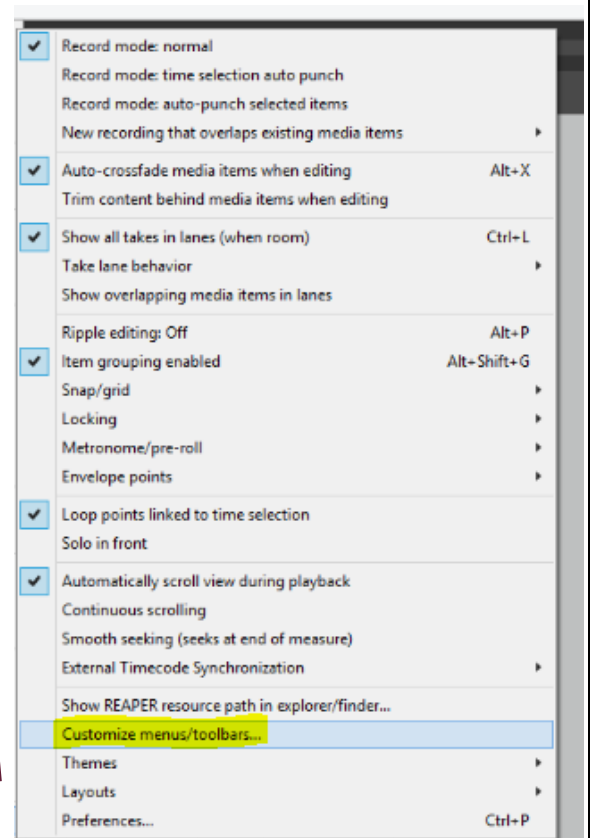 Record mode: normal
Record mode: time selection auto punch
Record mode: auto-punch selected items
New recording that overlaps existing media items
Auto-crossfade media items when editing Alt+X
Trim content behind media items when editing
Show all takes in lanes (when room) Ctrl+L
Take lane behavior
Show overlapping media items in lanes
Ripple editing: Off Alt+P
Item grouping enabled Alt+Shift+G
Snap/grid
Locking
Metronome/pre-roll
Envelope points
Loop points linked to time selection
Solo in front
Automatically scroll view during playback
Continuous scrolling
Smooth seeking (seeks at end of measure)
External Timecode Synchronization
Show REAPER resource path in explorer/finder...
Customize menus/toolbars...
Themes
Layouts
Preferences... Ctrl+P